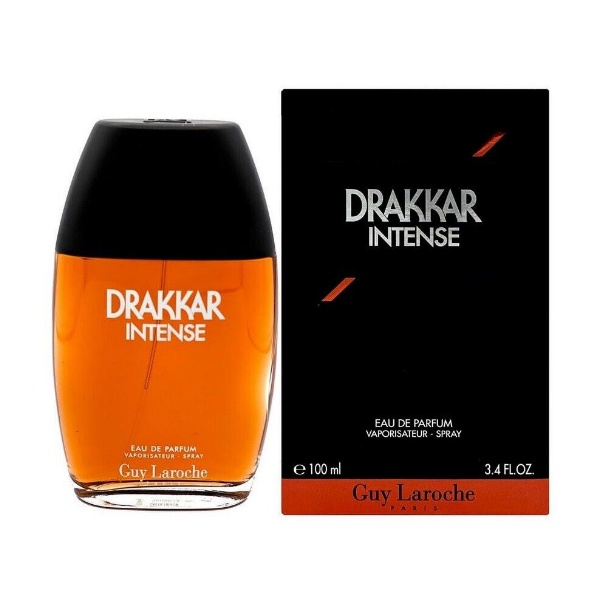 DRAKKAR
INTENSE
EAU DE PARFUM
VAPORISATEUR - SPRAY
Guy Laroche
DRAKKAR
INTENSE
EAU DE PARFUM
VAPORISATEUR - SPRAY
℮ 100 ml 3.4 FL.OZ.
Guy Laroche
PARIS